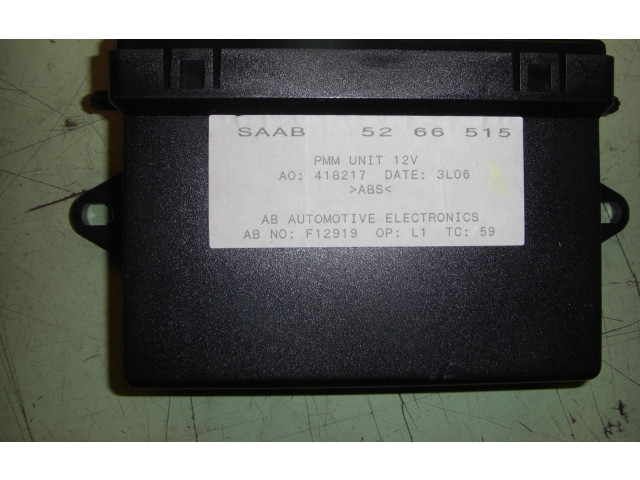 SAAB 52 66 515
PMM UNIT 12V
AO: 418217 DATE: 3L06
>ABS<
AB AUTOMOTIVE ELECTRONICS
AB NO: F12919 OP: L1 TC: 59